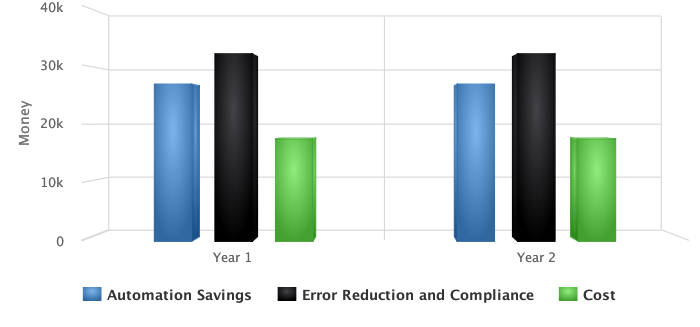 40k
30k
20k
10k
0
Money
Year 1
Year 2
Automation Savings
Error Reduction and Compliance
Cost